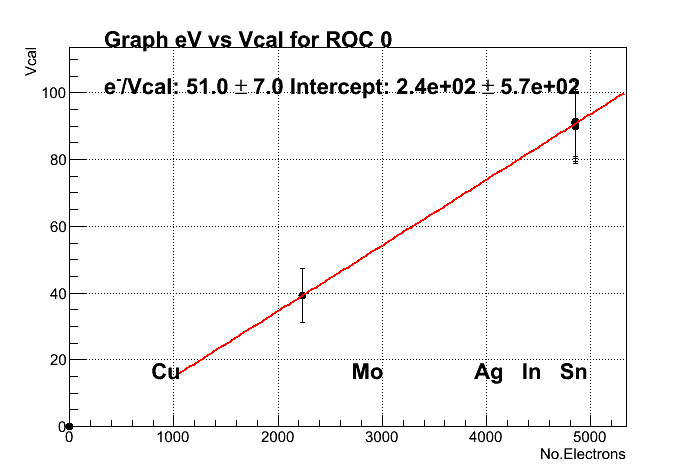 Graph eV vs Vcal for ROC 0
Vcal
e⁻/Vcal: 51.0 ± 7.0 Intercept: 2.4e+02 ± 5.7e+02
100
80
60
40
20
0
Cu Mo Ag In Sn
0 1000 2000 3000 4000 5000
No.Electrons